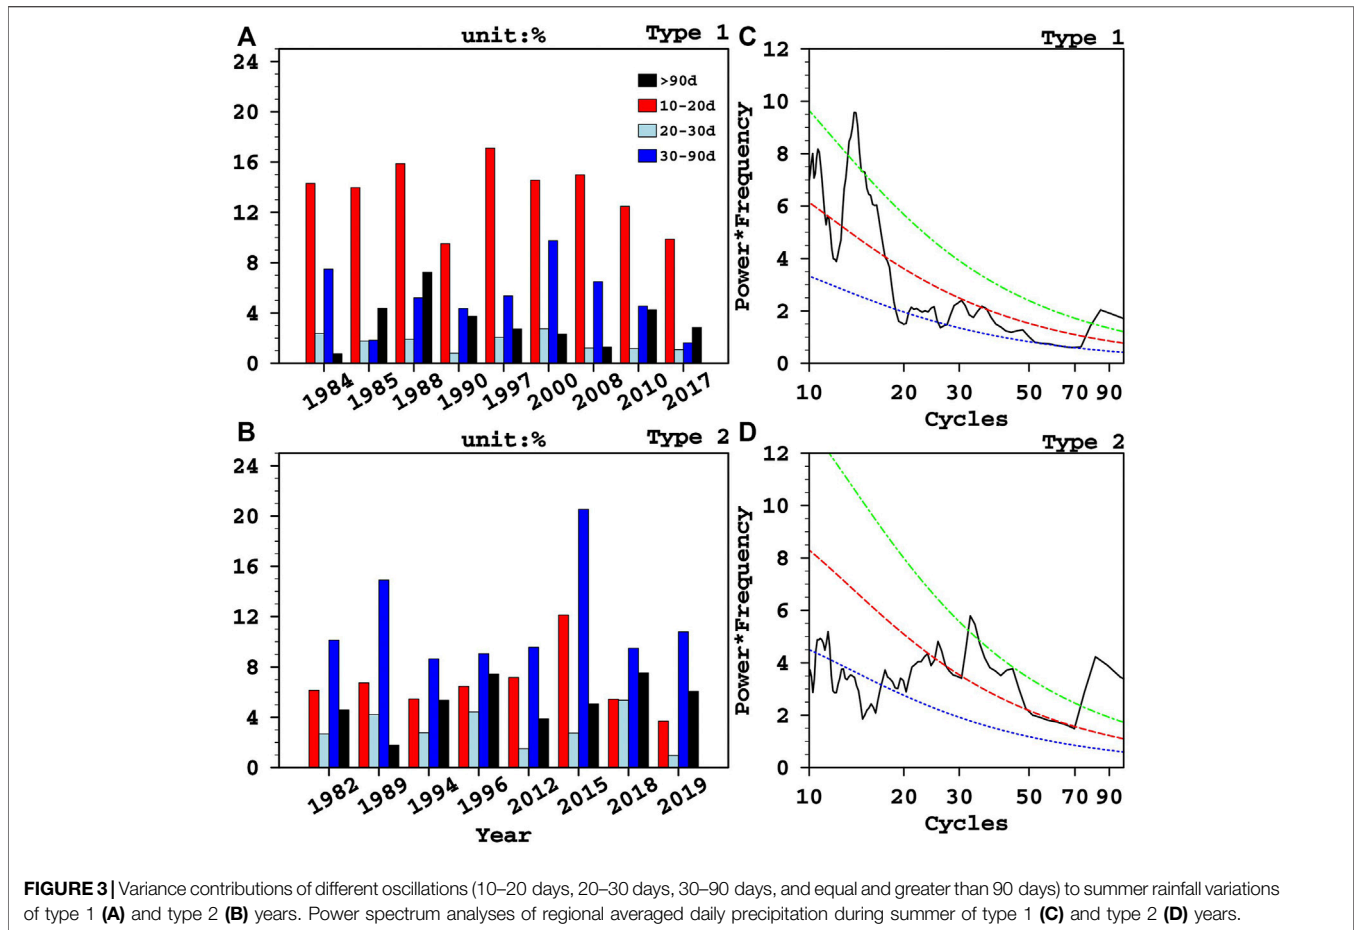 A unit:% Type 1
24
20
16
12
8
4
0
>90d
10-20d
20-30d
30-90d
1984 1985 1988 1990 1997 2000 2008 2010 2017
C Type 1
Power*Frequency
12
10
8
6
4
2
0
10 20 30 50 70 90
Cycles
B unit:% Type 2
24
20
16
12
8
4
0
1982 1989 1994 1996 2012 2015 2018 2019
Year
D Type 2
Power*Frequency
12
10
8
6
4
2
0
10 20 30 50 70 90
Cycles
FIGURE 3 | Variance contributions of different oscillations (10–20 days, 20–30 days, 30–90 days, and equal and greater than 90 days) to summer rainfall variations
of type 1 (A) and type 2 (B) years. Power spectrum analyses of regional averaged daily precipitation during summer of type 1 (C) and type 2 (D) years.